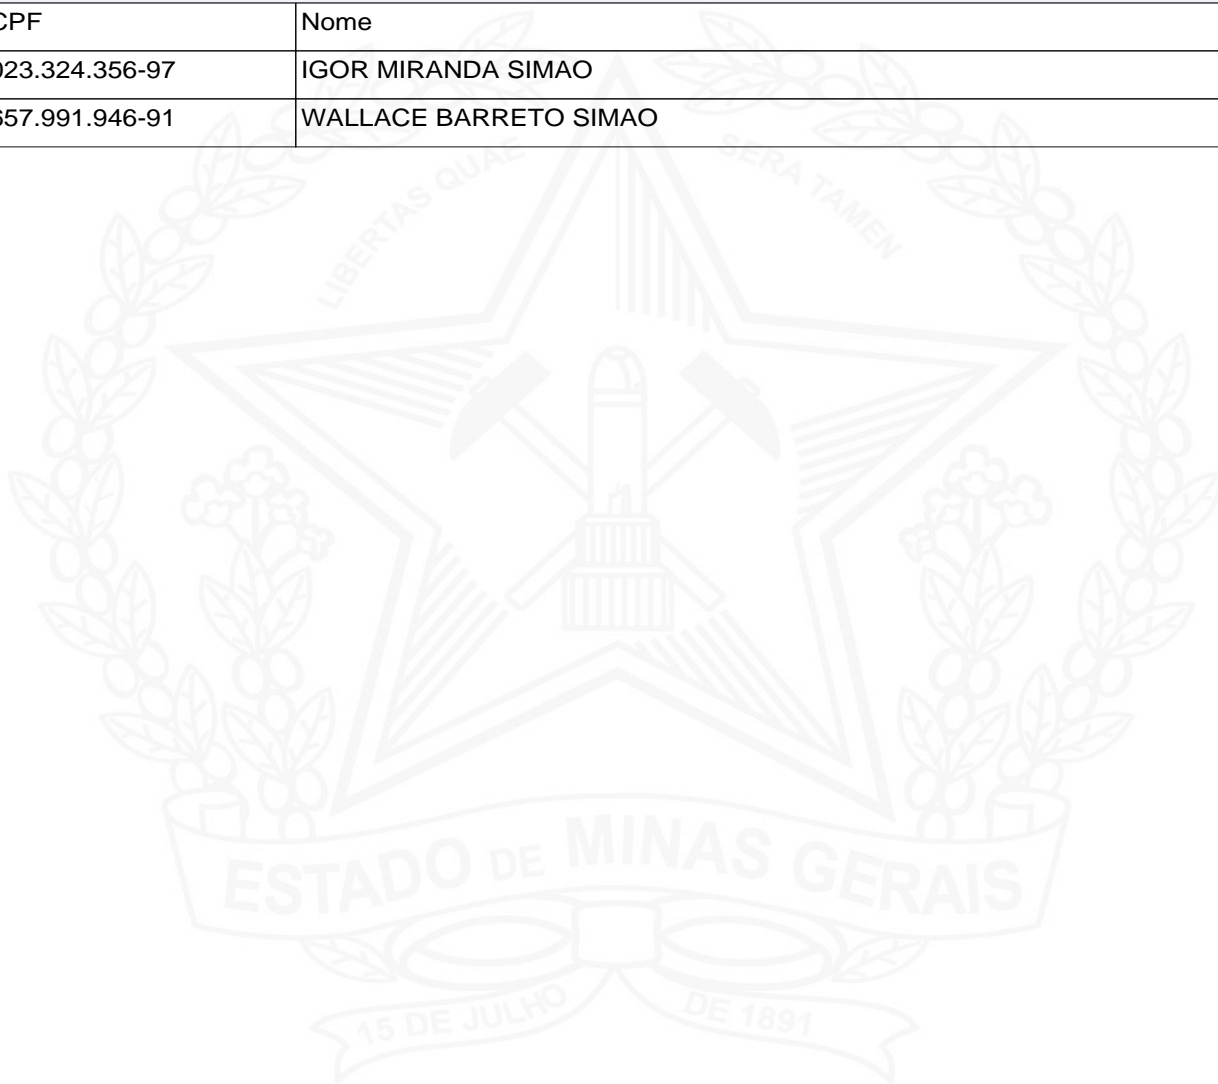 CPF Nome
023.324.356-97 IGOR MIRANDA SIMAO
657.991.946-91 WALLACE BARRETO SIMAO
LIBERTAS QUAE SERA TAMEN
ESTADO DE MINAS GERAIS
15 DE JULHO DE 1891